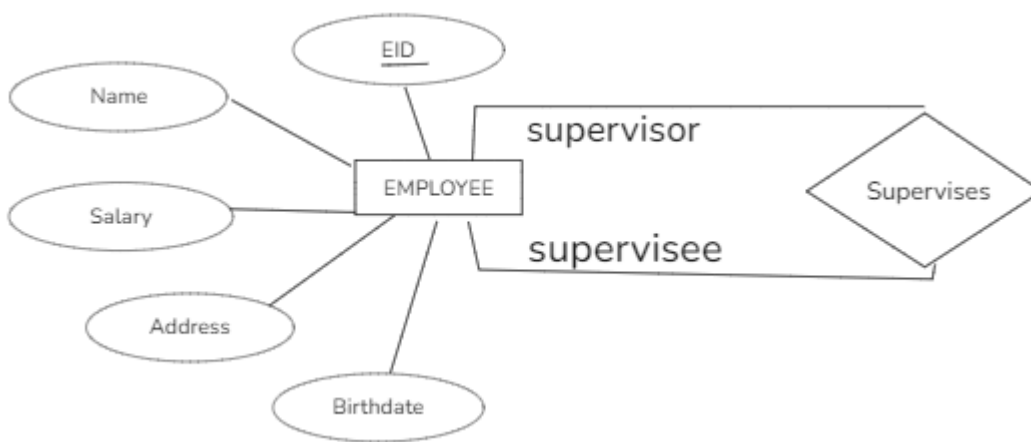 EID
Name
supervisor
EMPLOYEE
Supervises
Salary
supervisee
Address
Birthdate